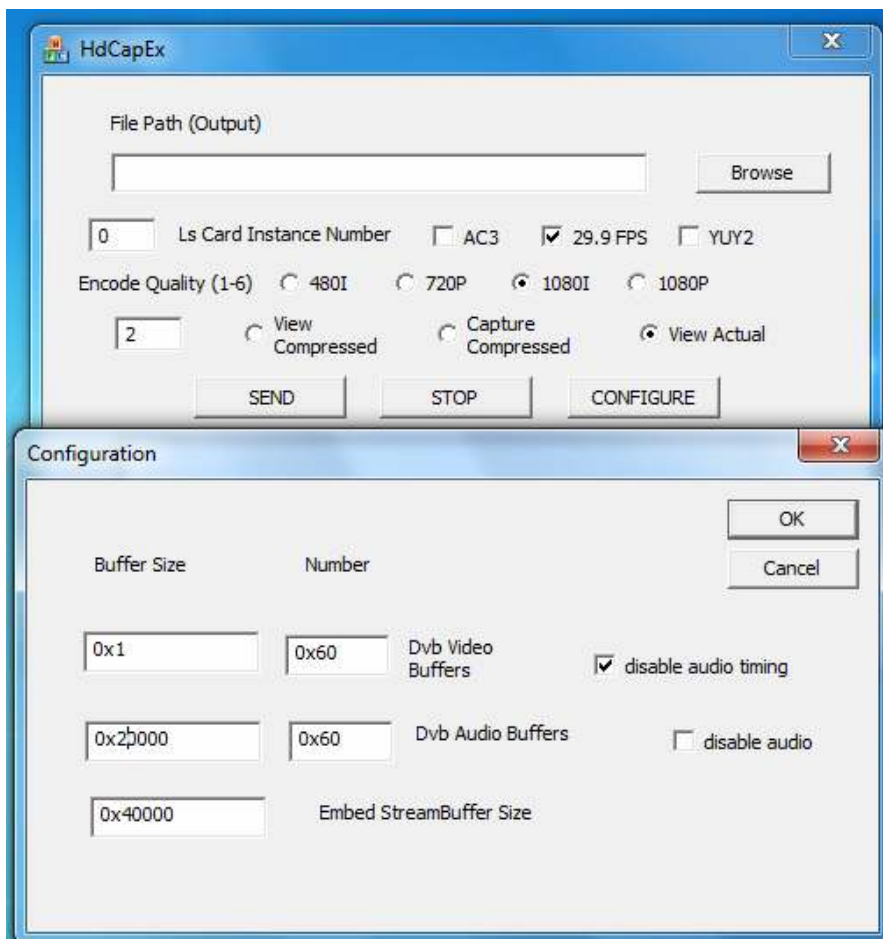 HdCapEx
File Path (Output)
Browse
0 Ls Card Instance Number AC3 29.9 FPS YUY2
Encode Quality (1-6) 480I 720P 1080I 1080P
2 View Compressed Capture Compressed View Actual
SEND STOP CONFIGURE
Configuration
OK
Buffer Size Number Cancel
0x1 0x60 Dvb Video Buffers disable audio timing
0x20000 0x60 Dvb Audio Buffers disable audio
0x40000 Embed StreamBuffer Size